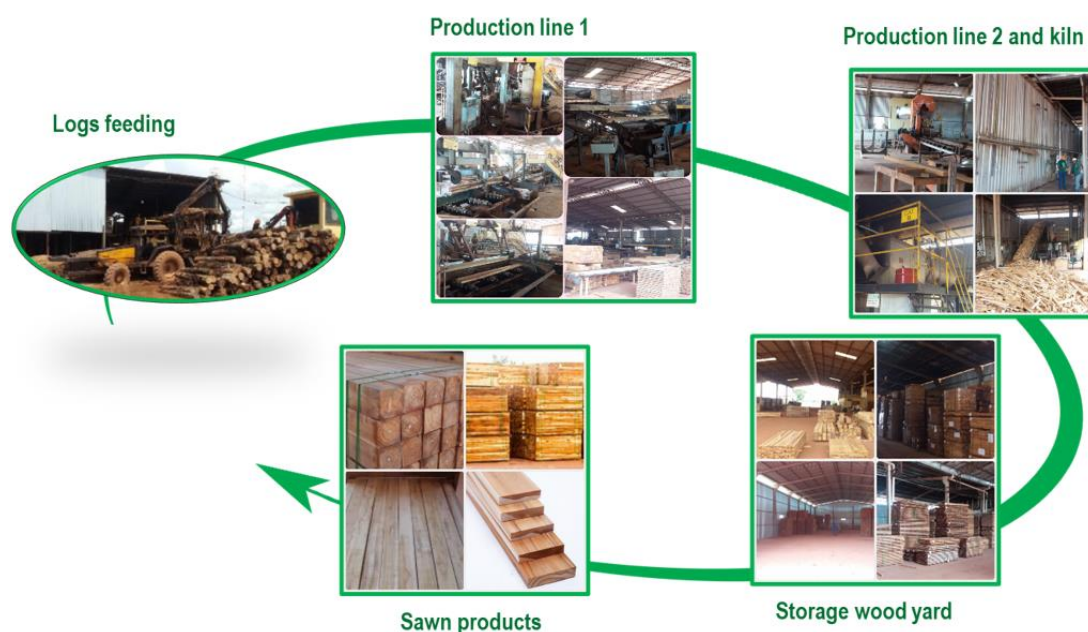 Logs feeding
Production line 1
Production line 2 and kiln
Storage wood yard
Sawn products